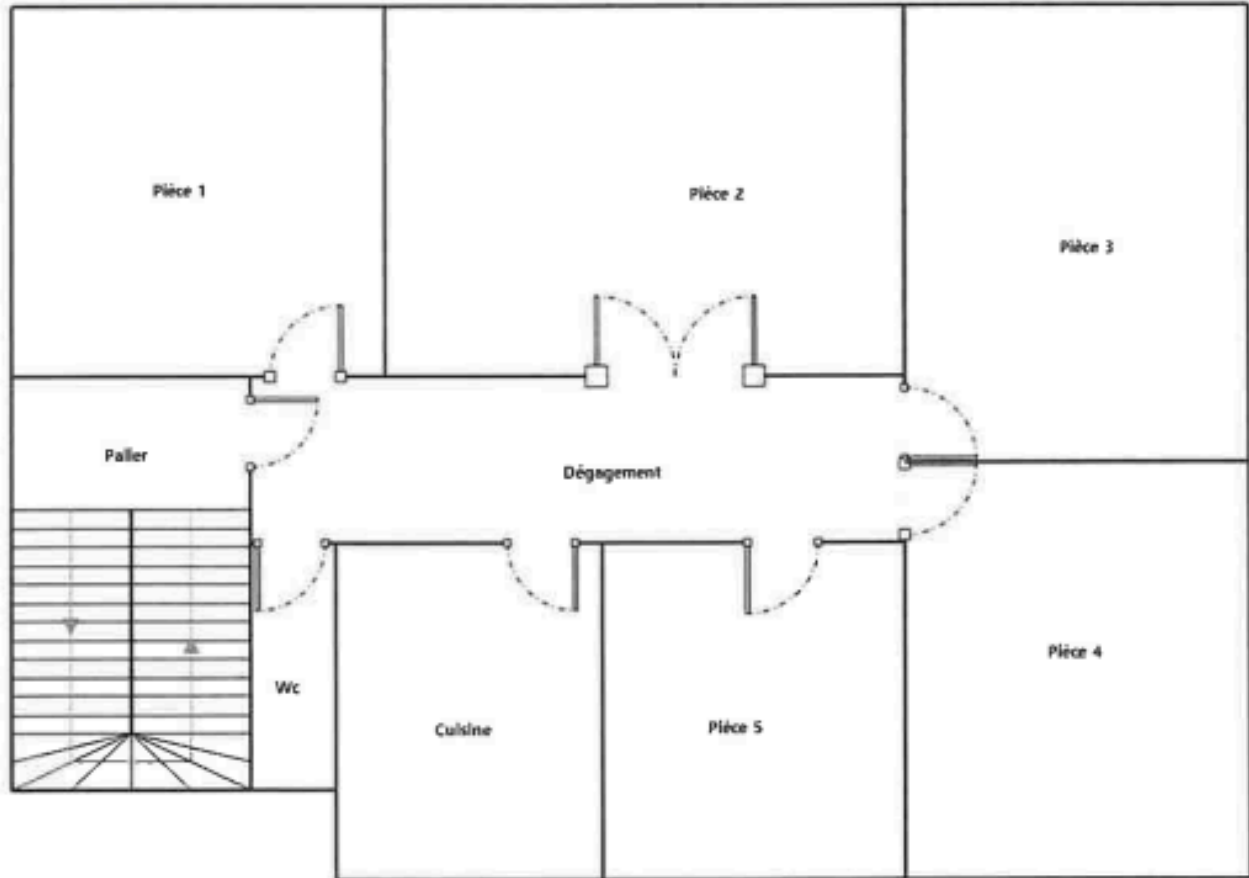 Pièce 1
Pièce 2
Pièce 3
Palier
Dégagement
Pièce 4
Wc
Cuisine
Pièce 5